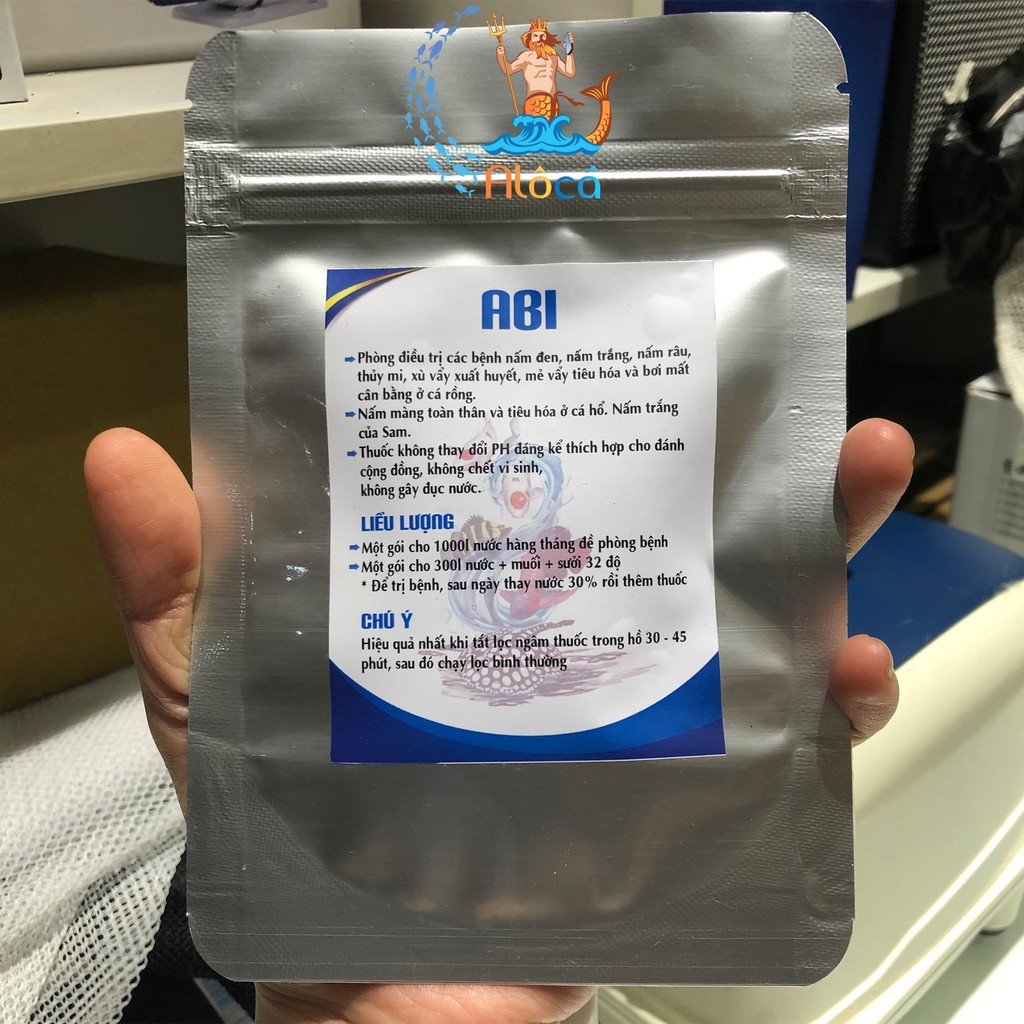 Alôcá
ABI
➡Phòng điều trị các bệnh nấm đen, nấm trắng, nấm râu,
thủy mi, xù vẩy xuất huyết, mẻ vẩy tiêu hóa và bơi mất
cân bằng ở cá rồng.
➡Nấm màng toàn thân và tiêu hóa ở cá hổ. Nấm trắng
của Sam.
➡Thuốc không thay đổi PH đáng kể thích hợp cho đánh
cộng đồng, không chết vi sinh,
không gây đục nước.
LIỀU LƯỢNG
➡Một gói cho 1000l nước hàng tháng để phòng bệnh
➡Một gói cho 300l nước + muối + sưởi 32 độ
* Để trị bệnh, sau ngày thay nước 30% rồi thêm thuốc
CHÚ Ý
Hiệu quả nhất khi tắt lọc ngâm thuốc trong hồ 30 - 45
phút, sau đó chạy lọc bình thường